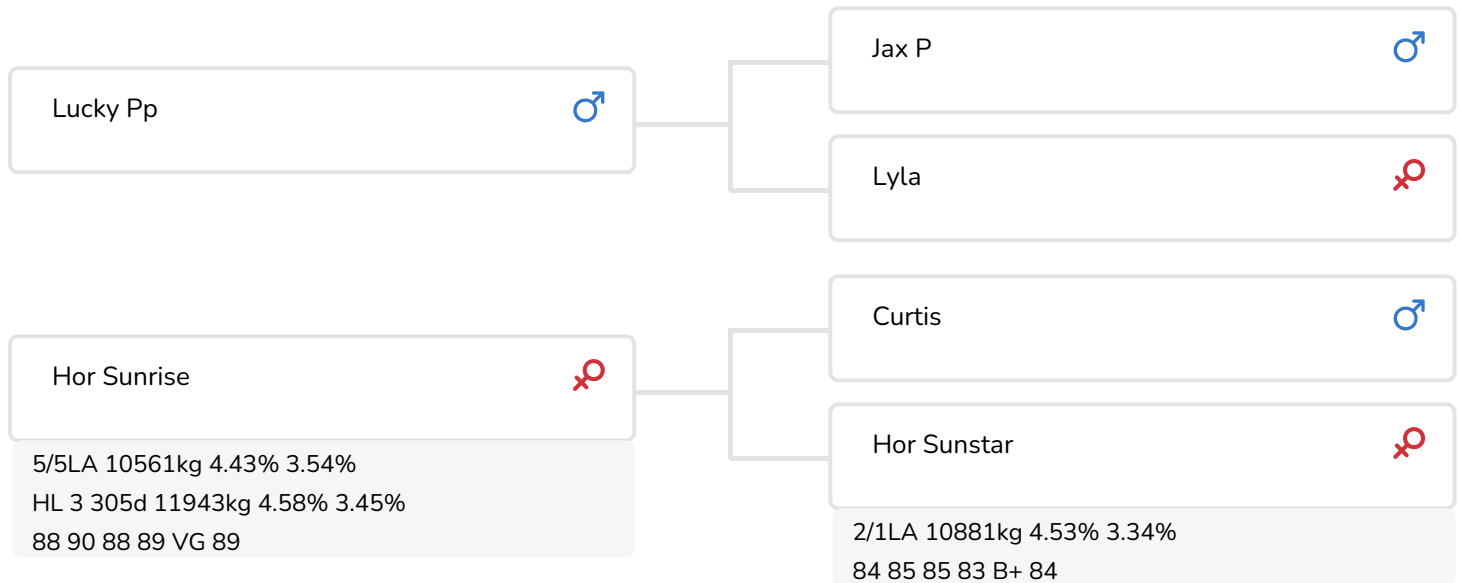 Lucky Pp
Jax P
Lyla
Hor Sunrise
5/5LA 10561kg 4.43% 3.54%
HL 3 305d 11943kg 4.58% 3.45%
88 90 88 89 VG 89
Curtis
Hor Sunstar
2/1LA 10881kg 4.53% 3.34%
84 85 85 83 B+ 84